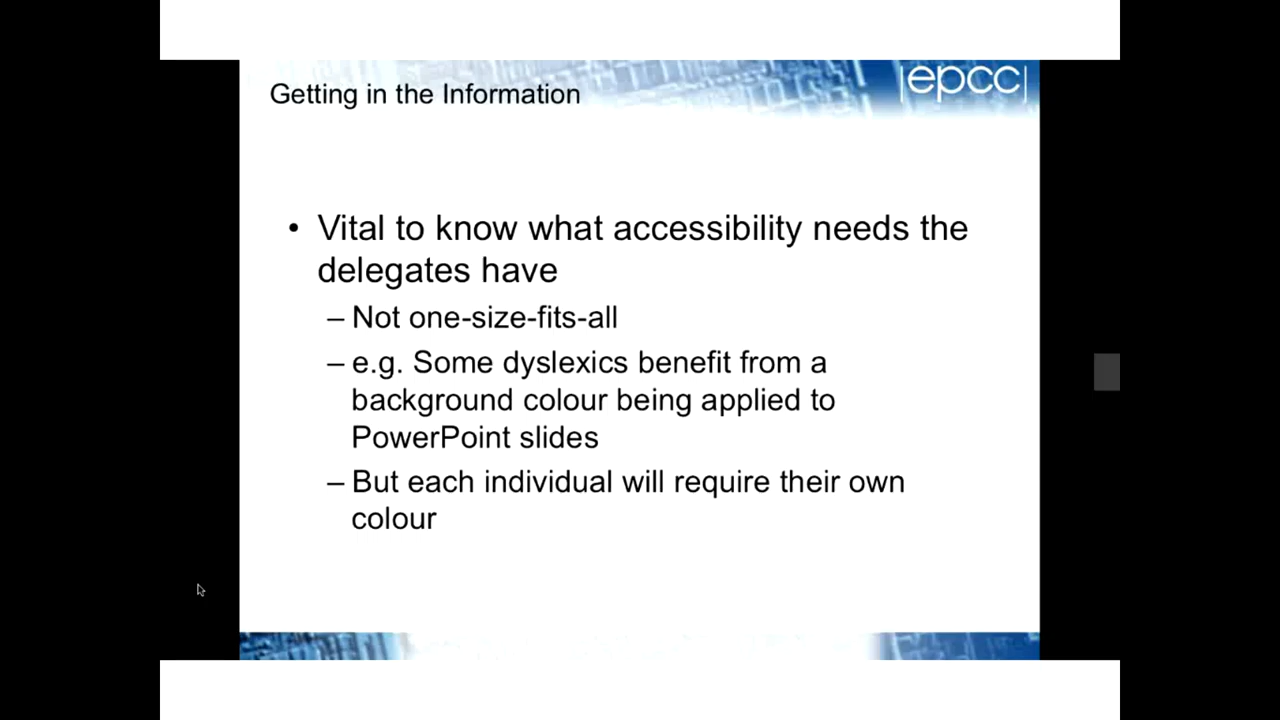 Getting in the Information
|epcc|
• Vital to know what accessibility needs the
delegates have
– Not one-size-fits-all
– e.g. Some dyslexics benefit from a
background colour being applied to
PowerPoint slides
– But each individual will require their own
colour